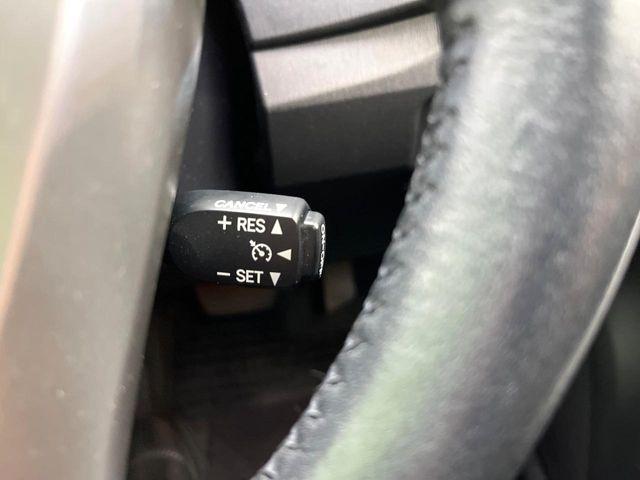 CANCEL ▽
+ RES ▲
◀
− SET ▼
ON-OFF